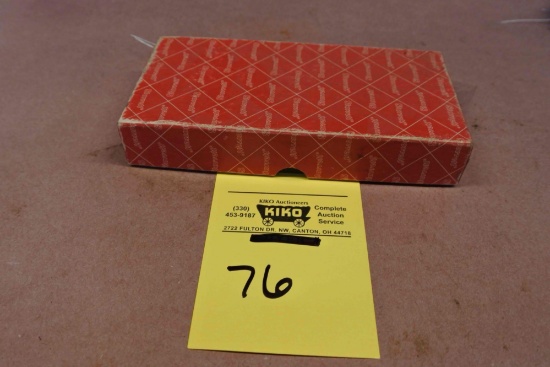 KIKO Auctioneers
(330) 453-9187
KIKO
Complete Auction Service
2722 FULTON DR. NW, CANTON, OH 44718
76